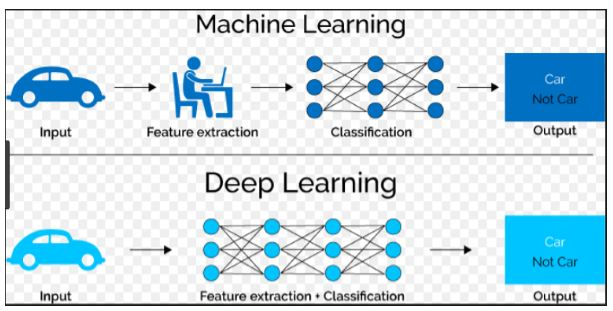 Machine Learning
Car
Not Car
Input
Feature extraction
Classification
Output
Deep Learning
Car
Not Car
Input
Feature extraction + Classification
Output